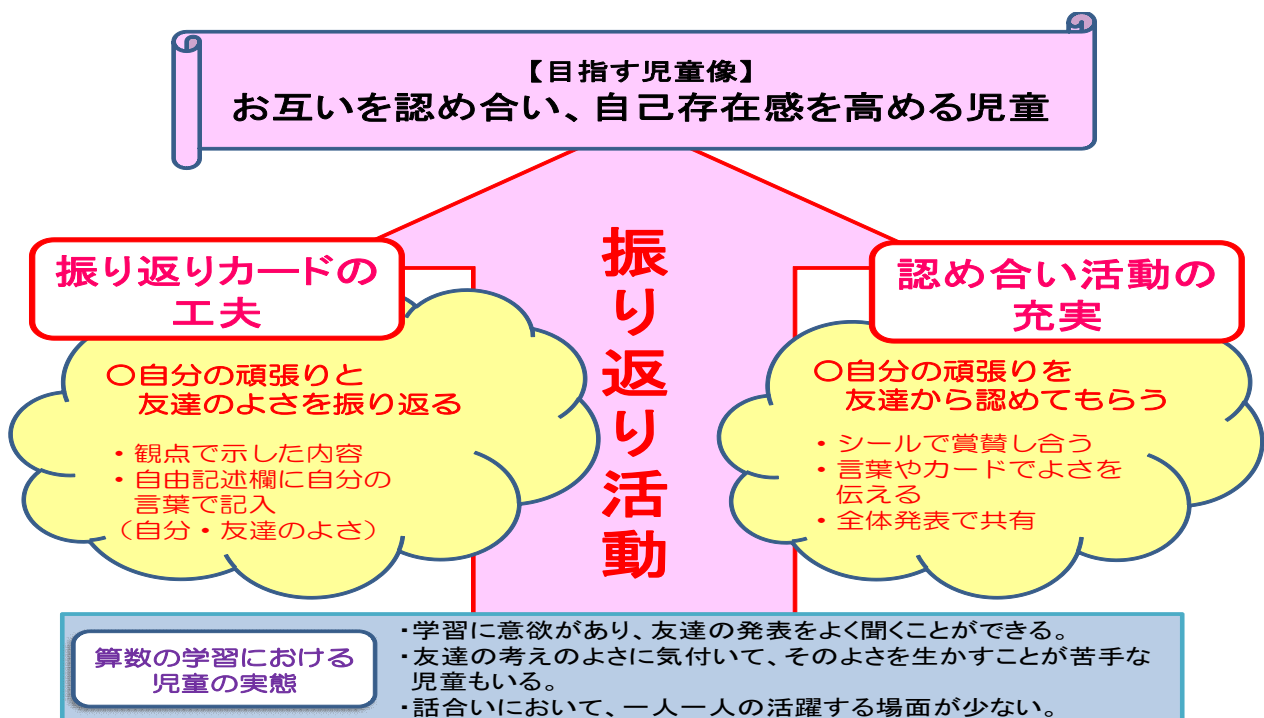 【目指す児童像】
お互いを認め合い、自己存在感を高める児童
振り返り活動
振り返りカードの
工夫
〇自分の頑張りと
友達のよさを振り返る
・観点で示した内容
・自由記述欄に自分の
言葉で記入
（自分・友達のよさ）
認め合い活動の
充実
〇自分の頑張りを
友達から認めてもらう
・シールで賞賛し合う
・言葉やカードでよさを
伝える
・全体発表で共有
算数の学習における
児童の実態
・学習に意欲があり、友達の発表をよく聞くことができる。
・友達の考えのよさに気付いて、そのよさを生かすことが苦手な
児童もいる。
・話合いにおいて、一人一人の活躍する場面が少ない。